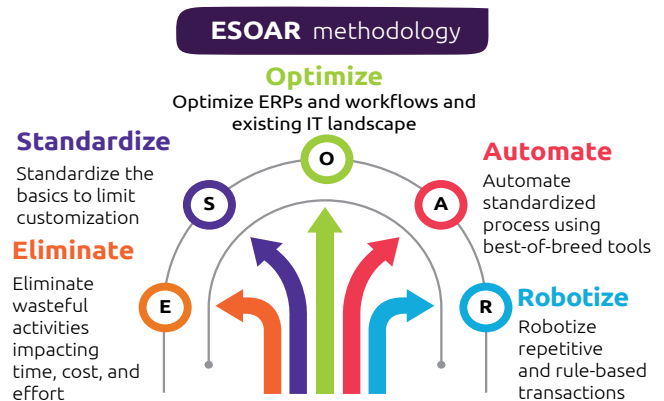 ESOAR methodology
Optimize
Optimize ERPs and workflows and
existing IT landscape
Standardize
Standardize the
basics to limit
customization
Automate
Automate
standardized
process using
best-of-breed tools
Eliminate
Eliminate
wasteful
activities
impacting
time, cost, and
effort
Robotize
Robotize
repetitive
and rule-based
transactions
E
S
O
A
R